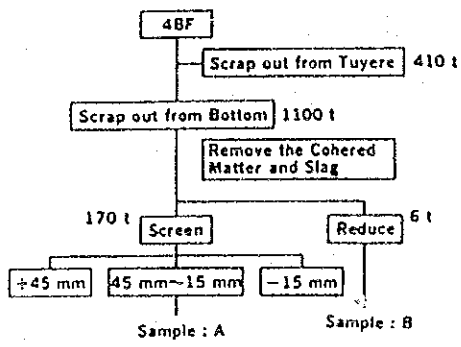 4BF
Scrap out from Tuyere 410 t
Scrap out from Bottom 1100 t
Remove the Cohered
Matter and Slag
170 t Screen
Reduce 6 t
+45 mm 45 mm~15 mm -15 mm
Sample : A
Sample : B